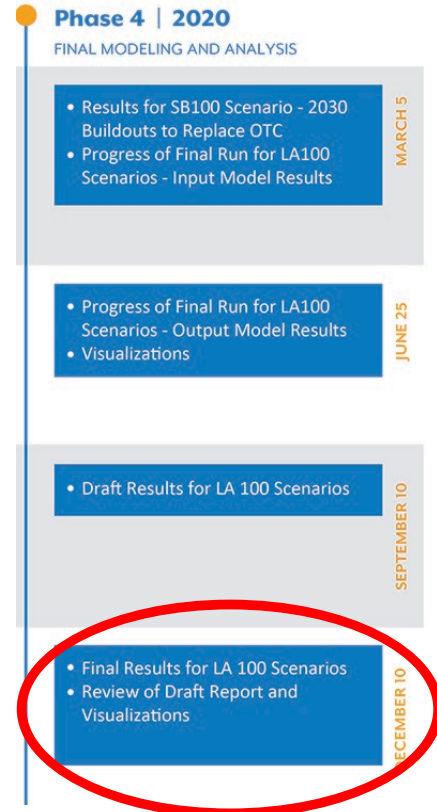 Phase 4 | 2020
FINAL MODELING AND ANALYSIS
• Results for SB100 Scenario - 2030
Buildouts to Replace OTC
• Progress of Final Run for LA100
Scenarios - Input Model Results
MARCH 5
• Progress of Final Run for LA100
Scenarios - Output Model Results
• Visualizations
JUNE 25
• Draft Results for LA 100 Scenarios
SEPTEMBER 10
• Final Results for LA 100 Scenarios
• Review of Draft Report and
Visualizations
DECEMBER 10